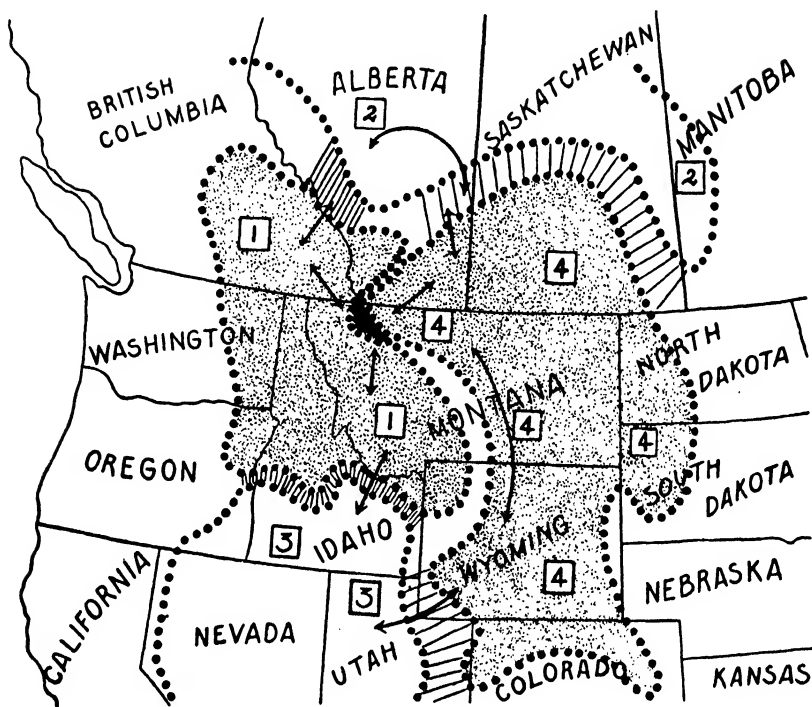 BRITISH
COLUMBIA
ALBERTA
2
SASKATCHEWAN
MANITOBA
2
1
4
WASHINGTON
4
NORTH
DAKOTA
MONTANA
1
4
4
OREGON
SOUTH
DAKOTA
3
IDAHO
WYOMING
CALIFORNIA
3
4
NEBRASKA
NEVADA
UTAH
COLORADO
KANSAS